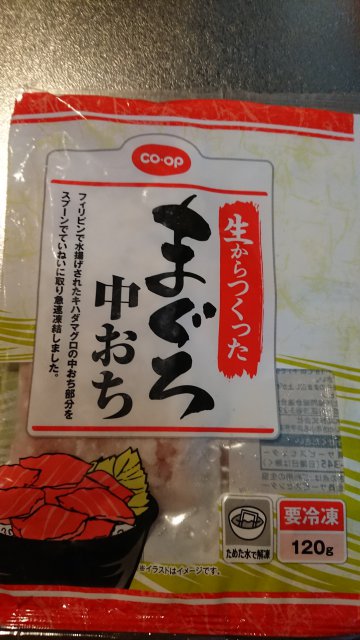 CO·OP
生からつくった
まぐろ
中おち
フィリピンで水揚げされたキハダマグロの中おち部分を
スプーンでていねいに取り急速凍結しました。
ためた水で解凍
要冷凍
120g
※イラストはイメージです。